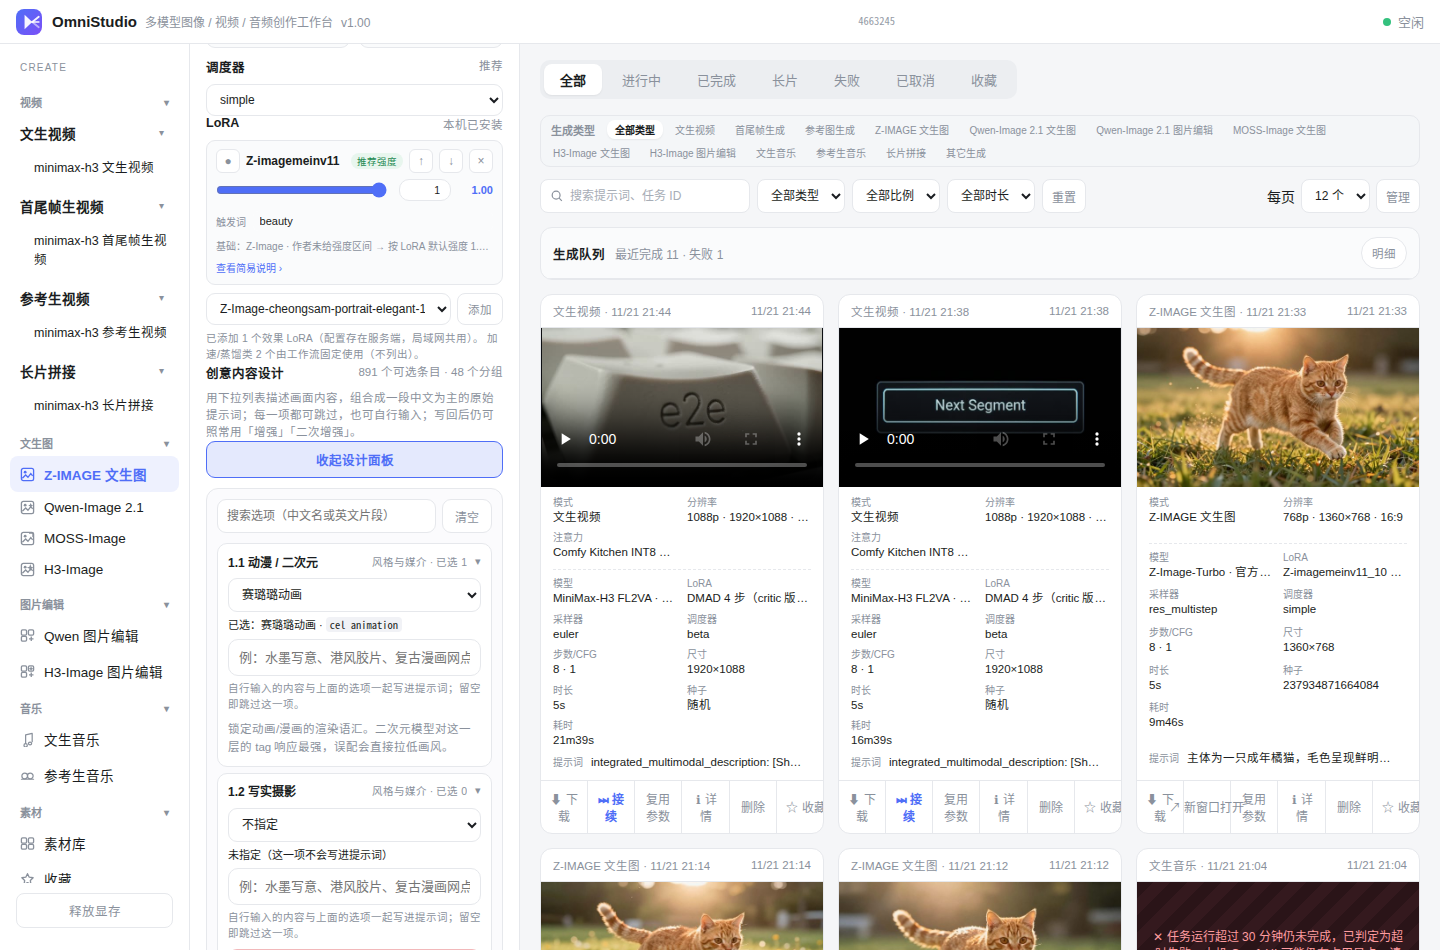 OmniStudio 多模型图像 / 视频 / 音频创作工作台 v1.00
4663245
空闲
CREATE
视频
文生视频
minimax-h3 文生视频
首尾帧生视频
minimax-h3 首尾帧生视
频
参考生视频
minimax-h3 参考生视频
长片拼接
minimax-h3 长片拼接
文生图
Z-IMAGE 文生图
Qwen-Image 2.1
MOSS-Image
H3-Image
图片编辑
Qwen 图片编辑
H3-Image 图片编辑
音乐
文生音乐
参考生音乐
素材
素材库
收藏
释放显存
调度器 推荐
simple
LoRA 本机已安装
Z-imagemeinv11 推荐强度 ↑ ↓ ×
1 1.00
触发词 beauty
基础：Z-Image · 作者未给强度区间 → 按 LoRA 默认强度 1.…
查看简易说明 ›
Z-Image-cheongsam-portrait-elegant-1 添加
已添加 1 个效果 LoRA（配置存在服务端，局域网共用）。 加
速/蒸馏类 2 个由工作流固定使用（不列出）。
创意内容设计 891 个可选条目 · 48 个分组
用下拉列表描述画面内容，组合成一段中文为主的原始
提示词；每一项都可跳过，也可自行输入；写回后仍可
照常用「增强」「二次增强」。
收起设计面板
搜索选项（中文名或英文片段） 清空
1.1 动漫 / 二次元 风格与媒介 · 已选 1
赛璐璐动画
已选：赛璐璐动画 · cel animation
例：水墨写意、港风胶片、复古漫画网点
自行输入的内容与上面的选项一起写进提示词；留空
即跳过这一项。
锁定动画/漫画的渲染语汇。二次元模型对这一
层的 tag 响应最强，误配会直接拉低画风。
1.2 写实摄影 风格与媒介 · 已选 0
不指定
未指定（这一项不会写进提示词）
例：水墨写意、港风胶片、复古漫画网点
自行输入的内容与上面的选项一起写进提示词；留空
即跳过这一项。
全部 进行中 已完成 长片 失败 已取消 收藏
生成类型 全部类型 文生视频 首尾帧生成 参考图生成 Z-IMAGE 文生图 Qwen-Image 2.1 文生图 Qwen-Image 2.1 图片编辑 MOSS-Image 文生图
H3-Image 文生图 H3-Image 图片编辑 文生音乐 参考生音乐 长片拼接 其它生成
搜索提示词、任务 ID 全部类型 全部比例 全部时长 重置 每页 12 个 管理
生成队列 最近完成 11 · 失败 1 明细
文生视频 · 11/21 21:44 11/21 21:44
e2e
0:00
模式 分辨率
文生视频 1088p · 1920×1088 · …
注意力
Comfy Kitchen INT8 …
模型 LoRA
MiniMax-H3 FL2VA · … DMAD 4 步（critic 版…
采样器 调度器
euler beta
步数/CFG 尺寸
8 · 1 1920×1088
时长 种子
5s 随机
耗时
21m39s
提示词 integrated_multimodal_description: [Sh…
⬇ 下载 ⏭ 接续 复用参数 ℹ 详情 删除 ☆ 收藏
文生视频 · 11/21 21:38 11/21 21:38
Next Segment
0:00
模式 分辨率
文生视频 1088p · 1920×1088 · …
注意力
Comfy Kitchen INT8 …
模型 LoRA
MiniMax-H3 FL2VA · … DMAD 4 步（critic 版…
采样器 调度器
euler beta
步数/CFG 尺寸
8 · 1 1920×1088
时长 种子
5s 随机
耗时
16m39s
提示词 integrated_multimodal_description: [Sh…
⬇ 下载 ⏭ 接续 复用参数 ℹ 详情 删除 ☆ 收藏
Z-IMAGE 文生图 · 11/21 21:33 11/21 21:33
模式 分辨率
Z-IMAGE 文生图 768p · 1360×768 · 16:9
模型 LoRA
Z-Image-Turbo · 官方… Z-imagemeinv11_10 …
采样器 调度器
res_multistep simple
步数/CFG 尺寸
8 · 1 1360×768
时长 种子
5s 237934871664084
耗时
9m46s
提示词 主体为一只成年橘猫，毛色呈现鲜明…
⬇ 下载 ↗ 新窗口打开 复用参数 ℹ 详情 删除 ☆ 收藏
Z-IMAGE 文生图 · 11/21 21:14 11/21 21:14
Z-IMAGE 文生图 · 11/21 21:12 11/21 21:12
文生音乐 · 11/21 21:04 11/21 21:04
✕ 任务运行超过 30 分钟仍未完成，已判定为超